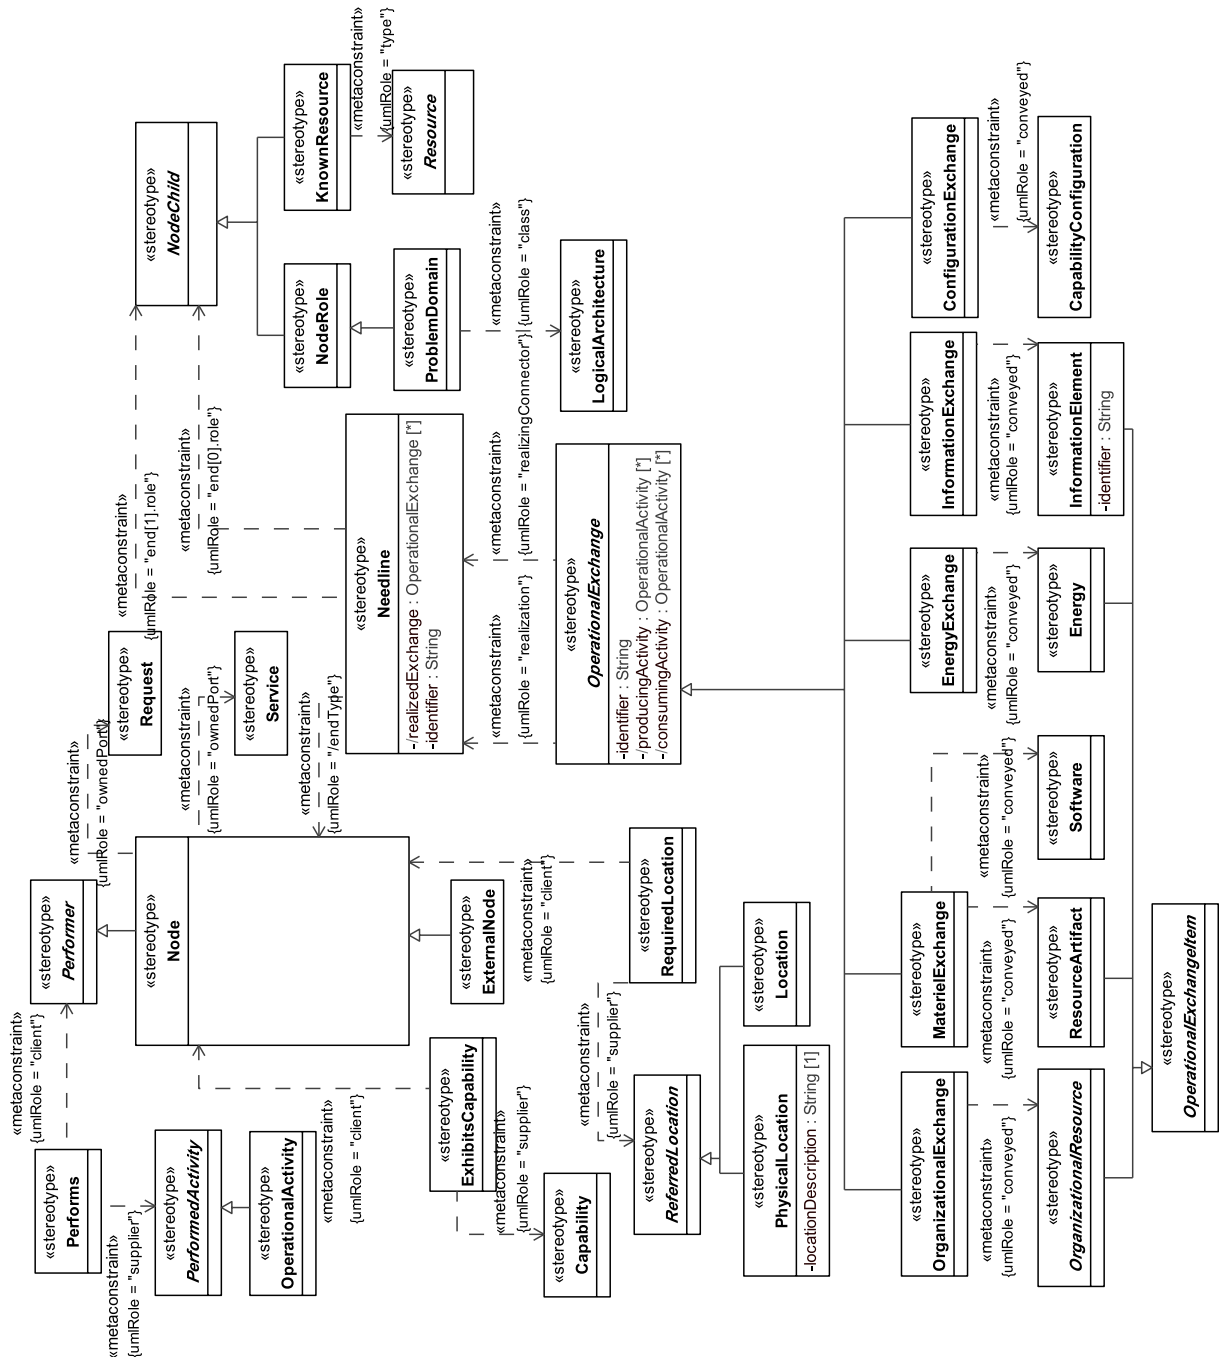 «metaconstraint»
{umlRole = "supplier"}
«stereotype»
Performs
«metaconstraint»
{umlRole = "client"}
«stereotype»
Performer
«metaconstraint»
{umlRole = "ownedPort"}
«stereotype»
Request
«metaconstraint»
{umlRole = "end[1].role"}
«stereotype»
NodeChild
«stereotype»
PerformedActivity
«stereotype»
Node
«metaconstraint»
{umlRole = "ownedPort"}
«metaconstraint»
{umlRole = "end[0].role"}
«stereotype»
OperationalActivity
«stereotype»
Service
«stereotype»
NodeRole
«stereotype»
KnownResource
«metaconstraint»
{umlRole = "type"}
«metaconstraint»
{umlRole = "client"}
«metaconstraint»
{umlRole = "/endType"}
«stereotype»
Needline
-/realizedExchange : OperationalExchange [*]
-identifier : String
«stereotype»
ProblemDomain
«stereotype»
Resource
«stereotype»
ExhibitsCapability
«stereotype»
ExternalNode
«metaconstraint»
{umlRole = "supplier"}
«metaconstraint»
{umlRole = "client"}
«metaconstraint»
{umlRole = "realization"}
«metaconstraint»
{umlRole = "realizingConnector"}
«metaconstraint»
{umlRole = "class"}
«stereotype»
Capability
«stereotype»
OperationalExchange
-identifier : String
-/producingActivity : OperationalActivity [*]
-/consumingActivity : OperationalActivity [*]
«stereotype»
LogicalArchitecture
«metaconstraint»
{umlRole = "supplier"}
«stereotype»
ReferredLocation
«stereotype»
RequiredLocation
«stereotype»
PhysicalLocation
-locationDescription : String [1]
«stereotype»
Location
«stereotype»
OrganizationalExchange
«stereotype»
MaterielExchange
«stereotype»
EnergyExchange
«stereotype»
InformationExchange
«stereotype»
ConfigurationExchange
«metaconstraint»
{umlRole = "conveyed"}
«metaconstraint»
{umlRole = "conveyed"}
«metaconstraint»
{umlRole = "conveyed"}
«metaconstraint»
{umlRole = "conveyed"}
«metaconstraint»
{umlRole = "conveyed"}
«metaconstraint»
{umlRole = "conveyed"}
«stereotype»
OrganizationalResource
«stereotype»
ResourceArtifact
«stereotype»
Software
«stereotype»
Energy
«stereotype»
InformationElement
-identifier : String
«stereotype»
CapabilityConfiguration
«stereotype»
OperationalExchangeItem